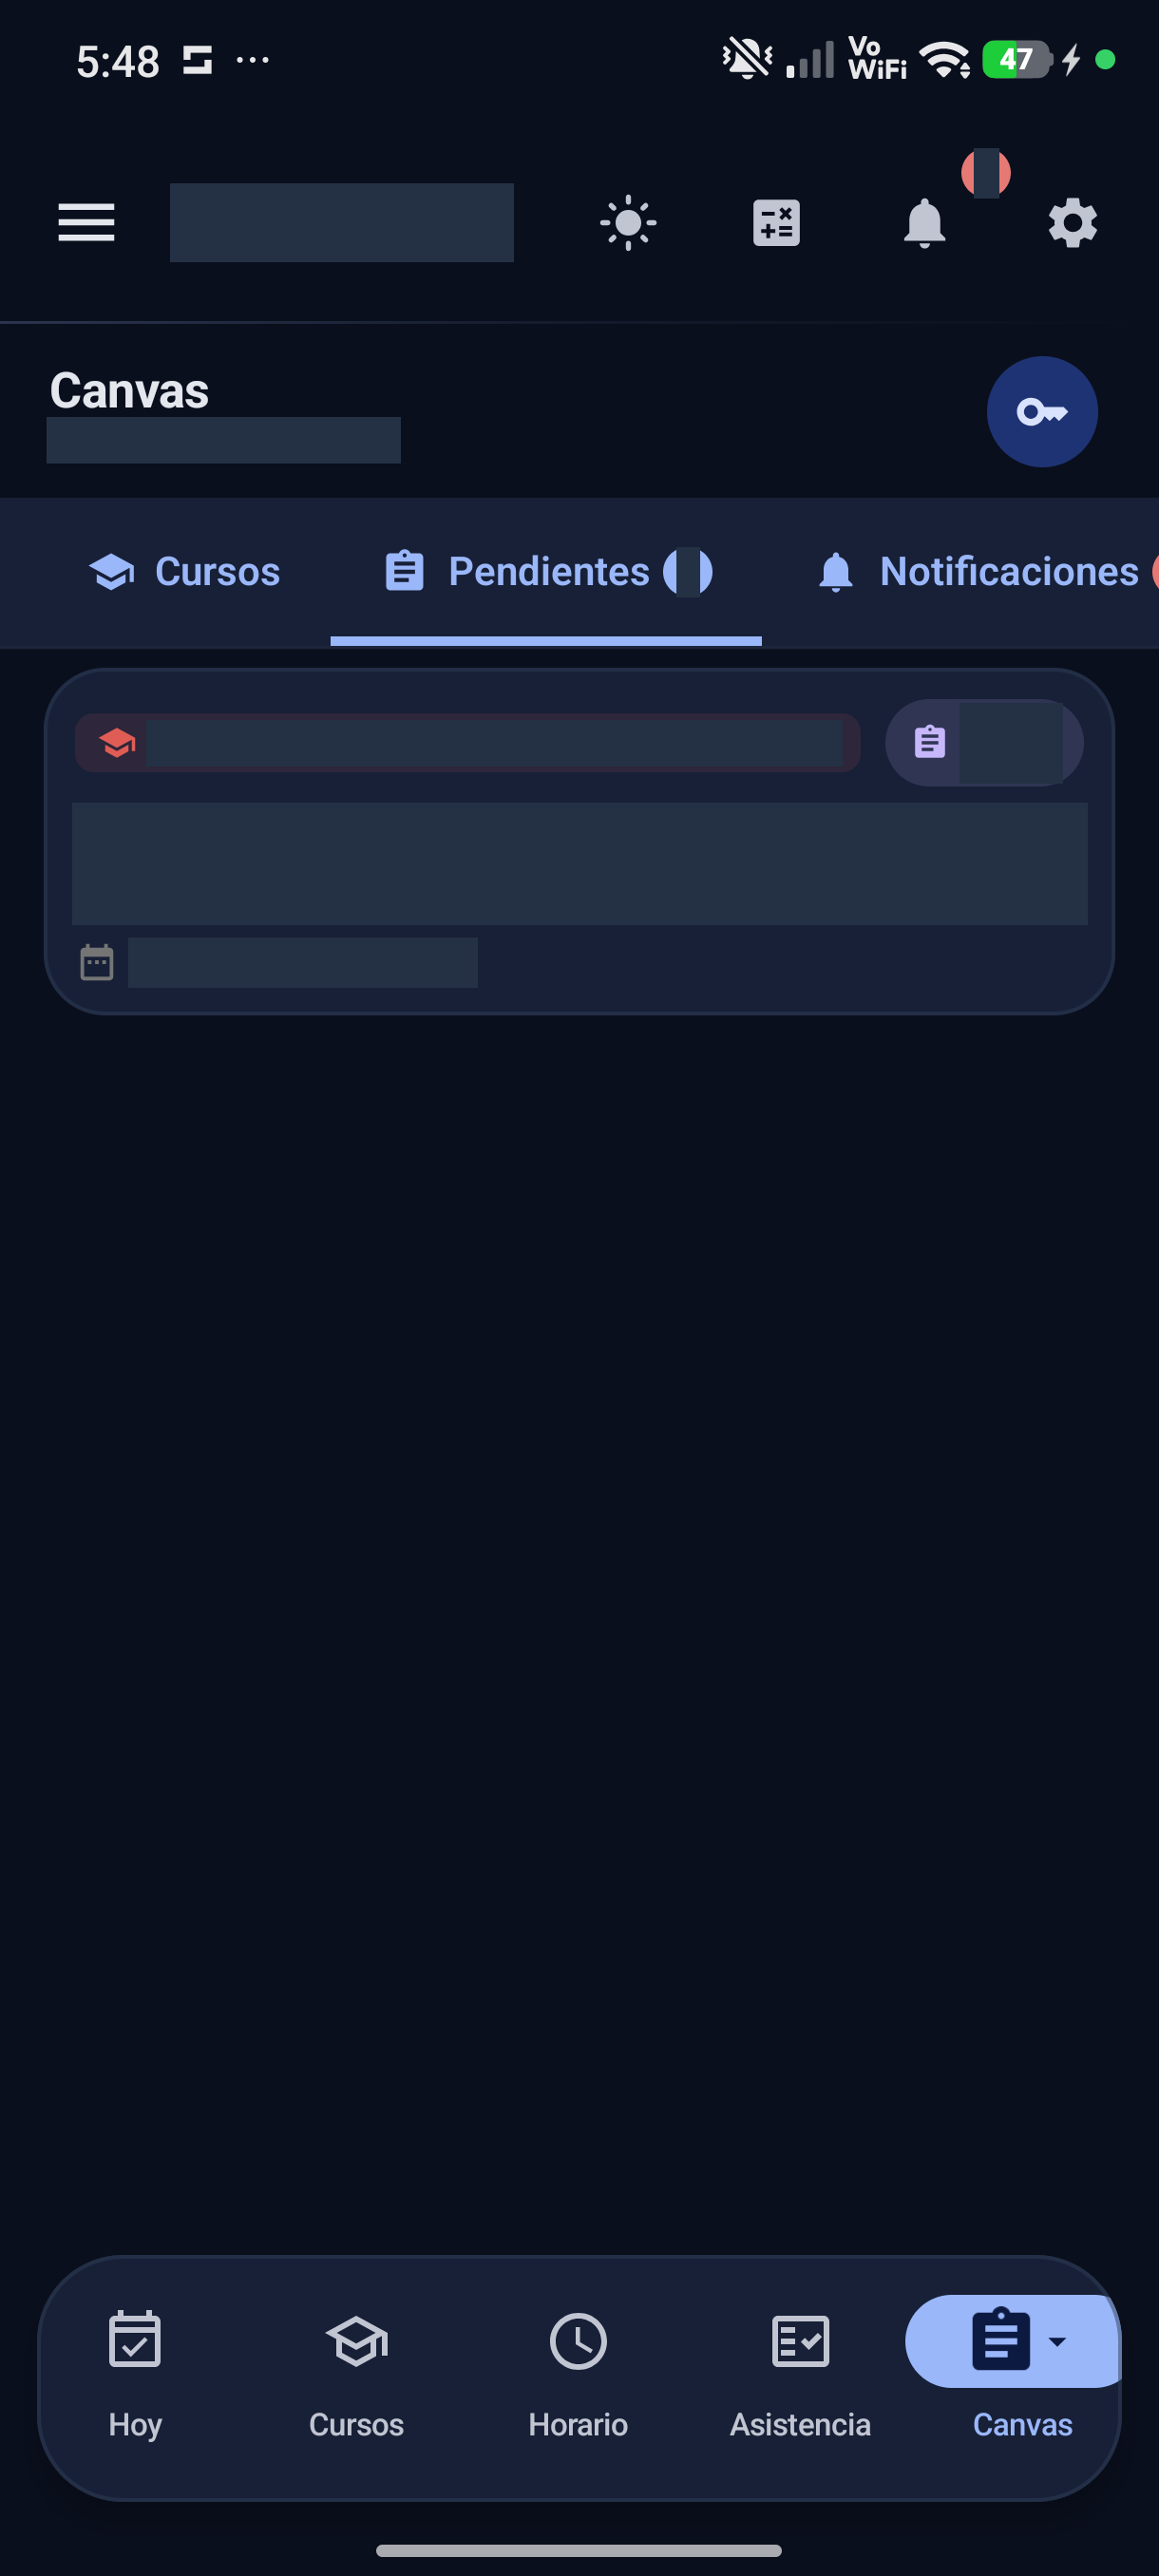 5:48 ...
Vo
WiFi
47
Canvas
Cursos
Pendientes
Notificaciones
Hoy
Cursos
Horario
Asistencia
Canvas